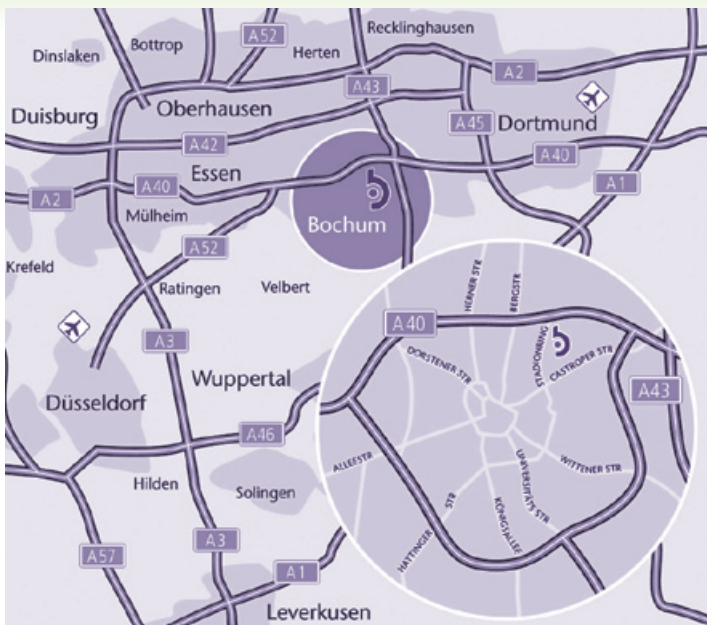 Recklinghausen
A52
Bottrop
Herten
Dinslaken
A2
A43
Duisburg
Oberhausen
A45
Dortmund
A42
A40
Essen
A40
A2
Mülheim
A1
Bochum
A52
Krefeld
Ratingen
Velbert
A3
Wuppertal
Düsseldorf
A46
Hilden
Solingen
A57
A3
A1
Leverkusen
HERNER STR
BERGSTR
A40
STADIONRING
DORSTENER STR
CASTROPER STR
A43
ALLEESTR
WITTENER STR
UNIVERSITÄTS STR
KÖNIGSALLEE
HATTINGER STR